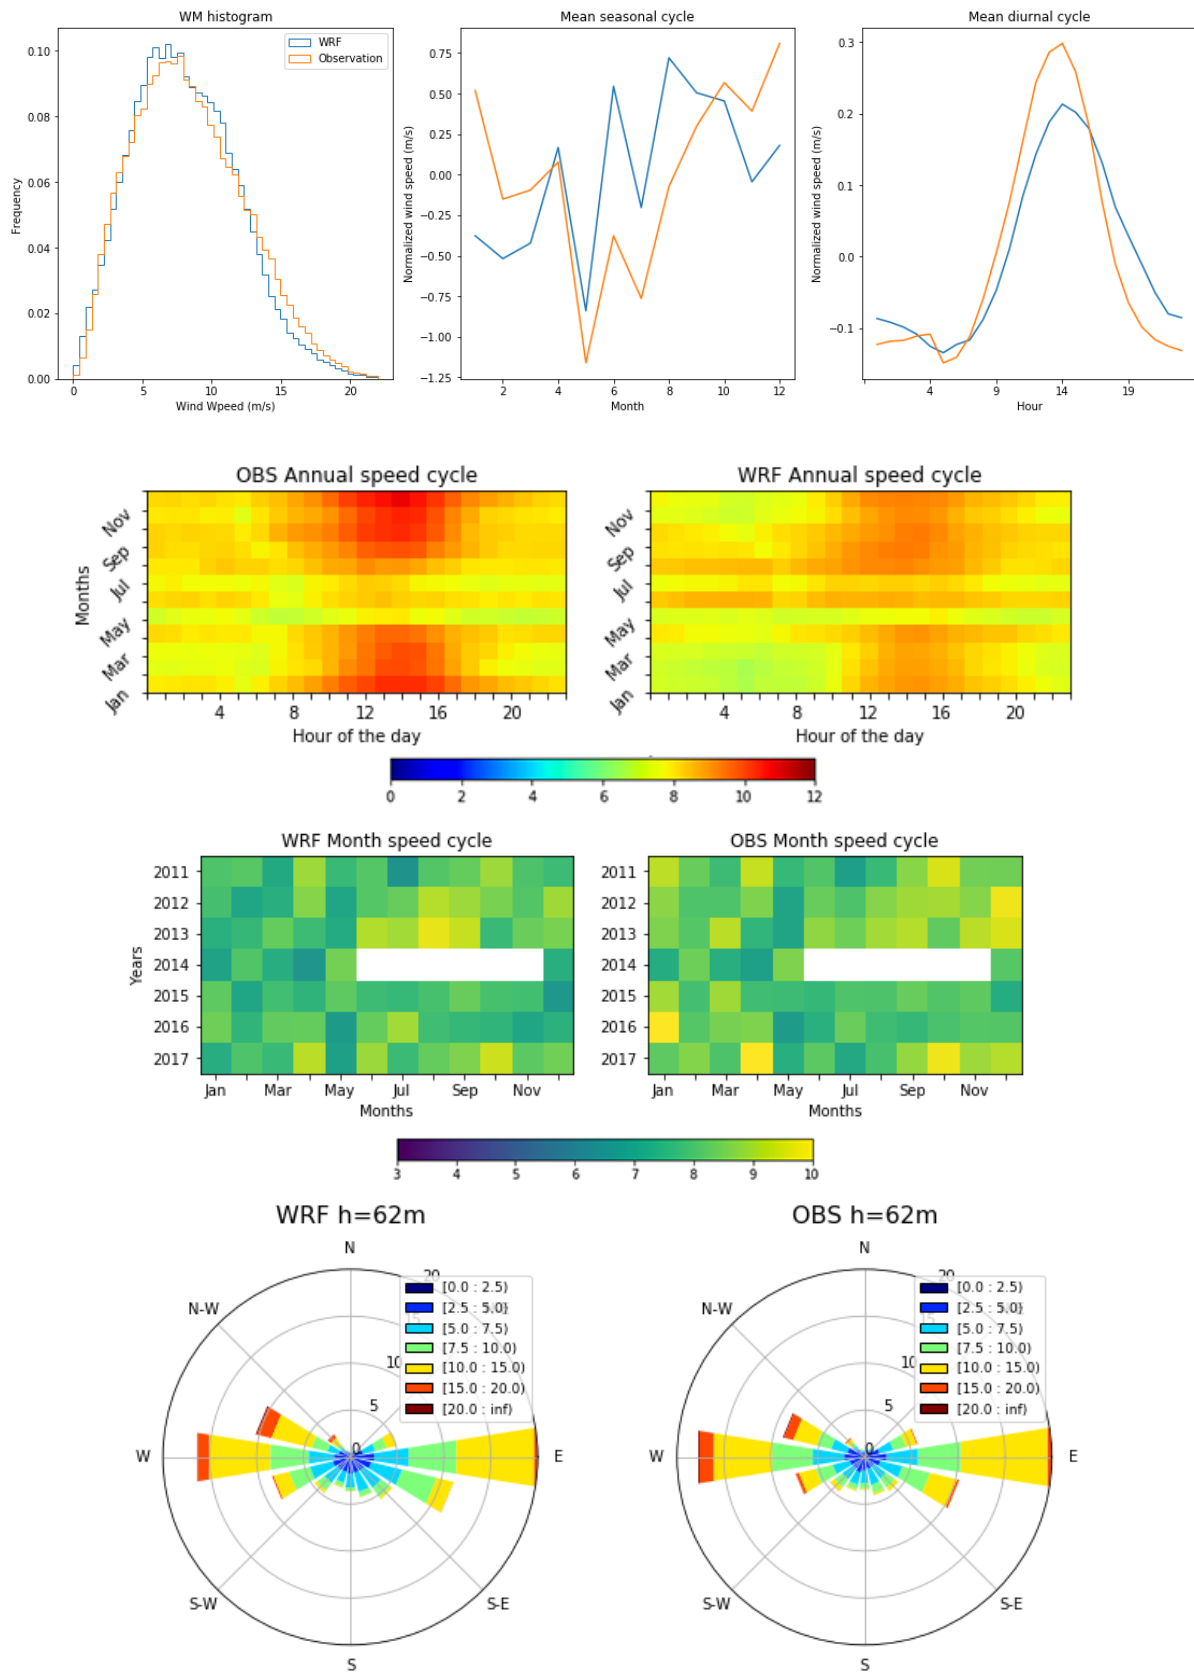 WM histogram
Mean seasonal cycle
Mean diurnal cycle
WRF
Observation
0.10
0.08
0.06
0.04
0.02
0.00
Frequency
0
5
10
15
20
Wind Wpeed (m/s)
0.75
0.50
0.25
0.00
−0.25
−0.50
−0.75
−1.00
−1.25
Normalized wind speed (m/s)
2
4
6
8
10
12
Month
0.3
0.2
0.1
0.0
−0.1
Normalized wind speed (m/s)
4
9
14
19
Hour
OBS Annual speed cycle
WRF Annual speed cycle
Months
Nov
Sep
Jul
May
Mar
Jan
4
8
12
16
20
Hour of the day
Nov
Sep
Jul
May
Mar
Jan
4
8
12
16
20
Hour of the day
0
2
4
6
8
10
12
WRF Month speed cycle
OBS Month speed cycle
Years
2011
2012
2013
2014
2015
2016
2017
Jan
Mar
May
Jul
Sep
Nov
Months
2011
2012
2013
2014
2015
2016
2017
Jan
Mar
May
Jul
Sep
Nov
Months
3
4
5
6
7
8
9
10
WRF h=62m
OBS h=62m
N
N-W
W
S-W
S
S-E
E
0
5
10
15
20
[0.0 : 2.5)
[2.5 : 5.0)
[5.0 : 7.5)
[7.5 : 10.0)
[10.0 : 15.0)
[15.0 : 20.0)
[20.0 : inf)
N
N-W
W
S-W
S
S-E
E
0
5
10
15
20
[0.0 : 2.5)
[2.5 : 5.0)
[5.0 : 7.5)
[7.5 : 10.0)
[10.0 : 15.0)
[15.0 : 20.0)
[20.0 : inf)